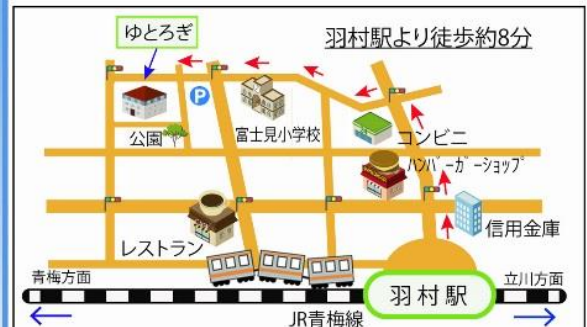 ゆとろぎ
羽村駅より徒歩約8分
P
公園
富士見小学校
コンビニ
ﾊﾝﾊﾞｰｶﾞｰｼｮｯﾌﾟ
信用金庫
レストラン
青梅方面
羽村駅
立川方面
JR青梅線